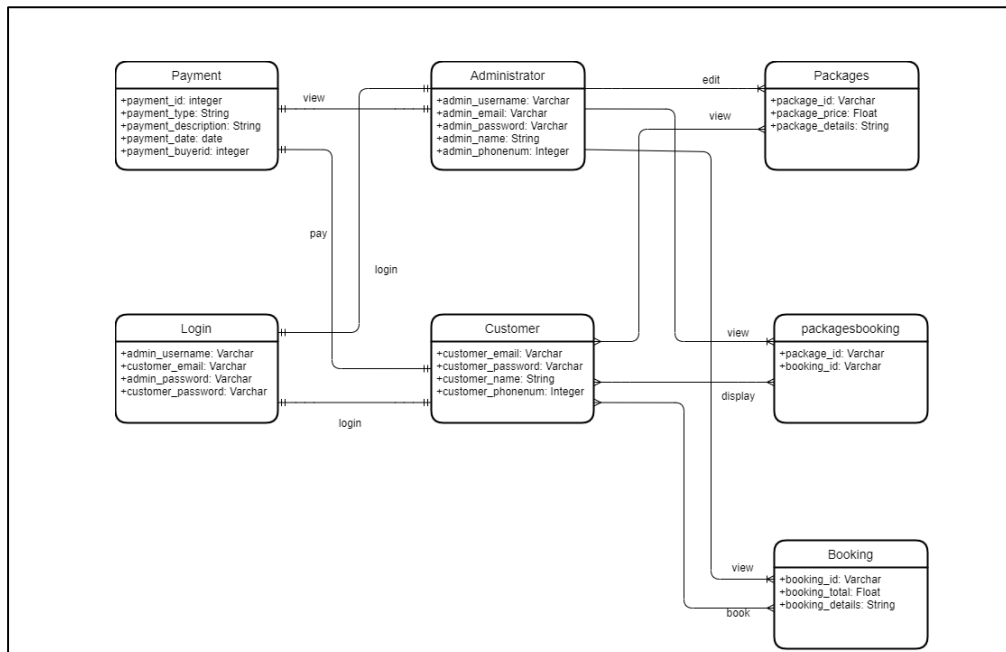 Payment
+payment_id: integer
+payment_type: String
+payment_description: String
+payment_date: date
+payment_buyerid: integer
view
Administrator
+admin_username: Varchar
+admin_email: Varchar
+admin_password: Varchar
+admin_name: String
+admin_phonenum: Integer
edit
view
Packages
+package_id: Varchar
+package_price: Float
+package_details: String
pay
login
Login
+admin_username: Varchar
+customer_email: Varchar
+admin_password: Varchar
+customer_password: Varchar
login
Customer
+customer_email: Varchar
+customer_password: Varchar
+customer_name: String
+customer_phonenum: Integer
view
display
packagesbooking
+package_id: Varchar
+booking_id: Varchar
view
book
Booking
+booking_id: Varchar
+booking_total: Float
+booking_details: String